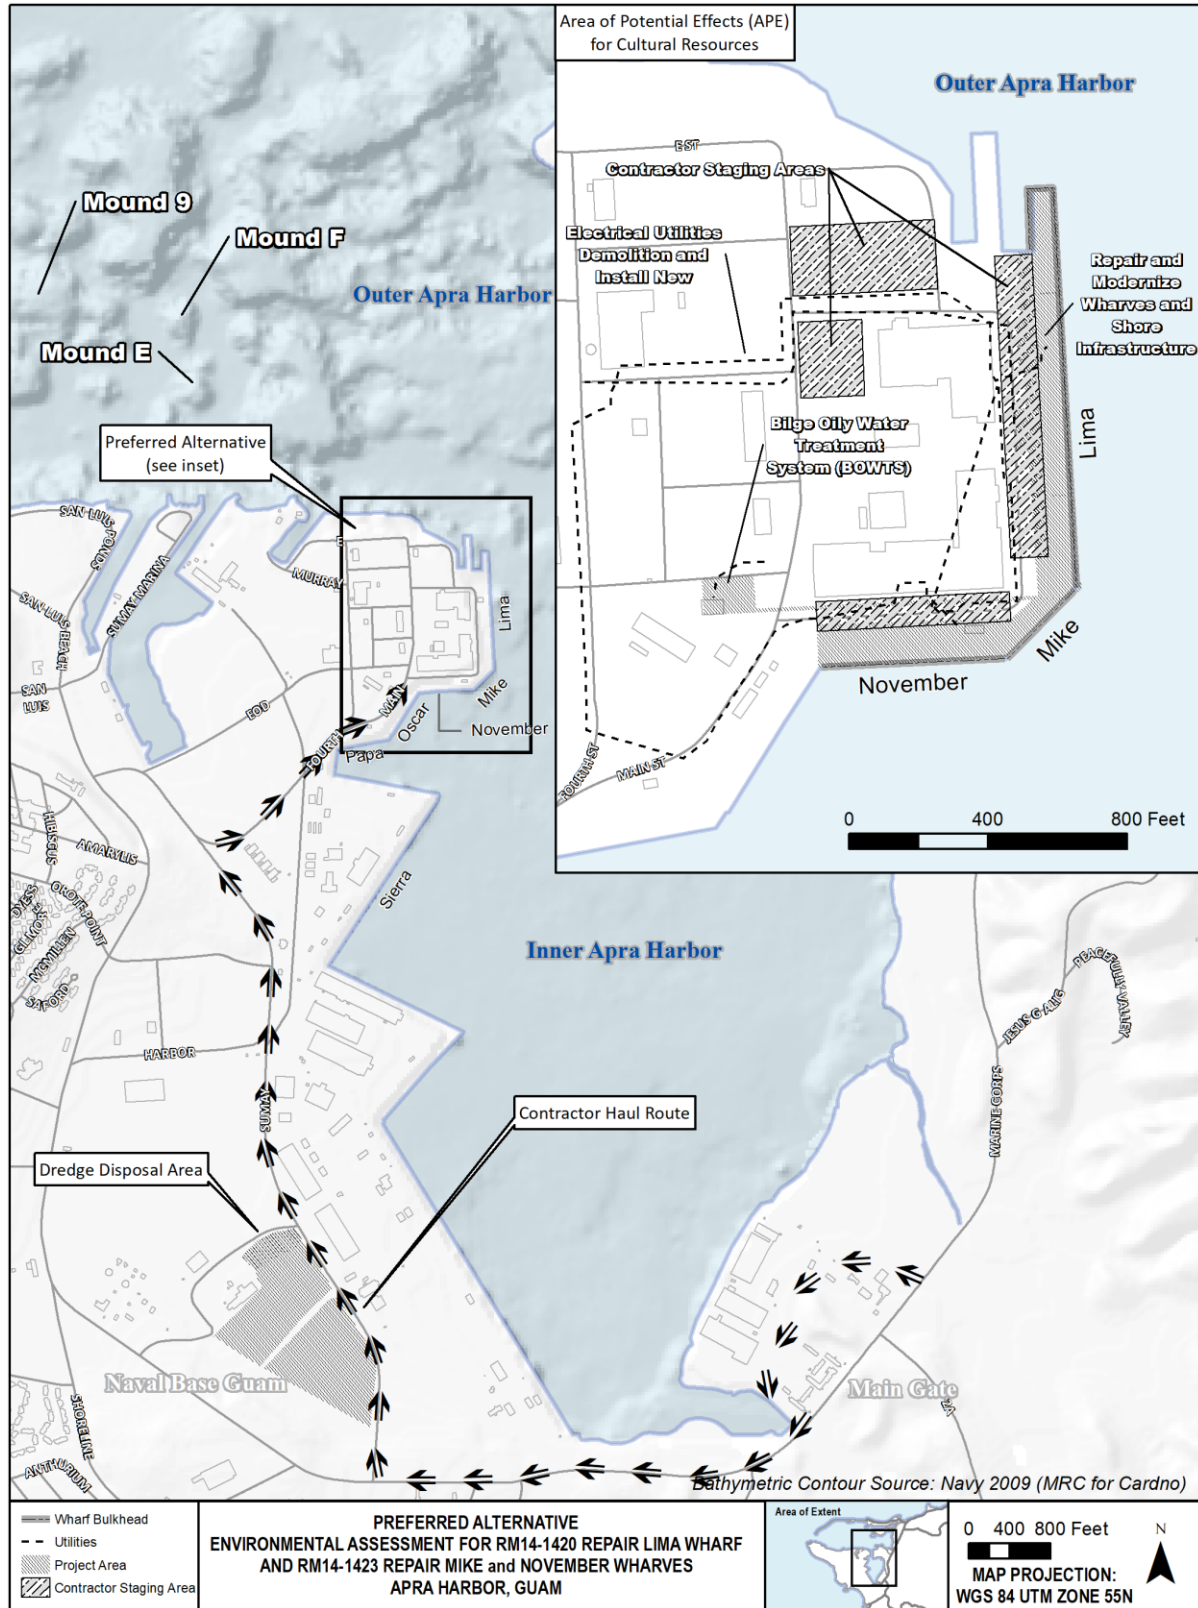 Area of Potential Effects (APE)
for Cultural Resources
Outer Apra Harbor
E ST
Contractor Staging Areas
Electrical Utilities
Demolition and
Install New
Repair and
Modernize
Wharves and
Shore
Infrastructure
Lima
Bilge Oily Water
Treatment
System (BOWTS)
Mike
November
FOURTH ST
MAIN ST
0 400 800 Feet
Mound 9
Mound F
Outer Apra Harbor
Mound E
Preferred Alternative
(see inset)
SAN LUIS
PONDS
SUMAY MARINA
E
MURRAY
SAN LUIS
BEACH
Lima
SAN
LUIS
EOD
MAIN
Mike
Oscar
November
FOURTH
Papa
HIBISCUS
AMARYLIS
Sierra
DYESS
GILMOR
OROTE POINT
MCMILLEN
SAFORD
Inner Apra Harbor
PEACEFULLY VALLEY
JESUS G ALIG
HARBOR
MARINE CORPS
SUMAY
Contractor Haul Route
Dredge Disposal Area
Naval Base Guam
Main Gate
2A
SHORELINE
ANTHURIUM
Bathymetric Contour Source: Navy 2009 (MRC for Cardno)
Wharf Bulkhead
Utilities
Project Area
Contractor Staging Area
PREFERRED ALTERNATIVE
ENVIRONMENTAL ASSESSMENT FOR RM14-1420 REPAIR LIMA WHARF
AND RM14-1423 REPAIR MIKE and NOVEMBER WHARVES
APRA HARBOR, GUAM
Area of Extent
0 400 800 Feet
N
MAP PROJECTION:
WGS 84 UTM ZONE 55N